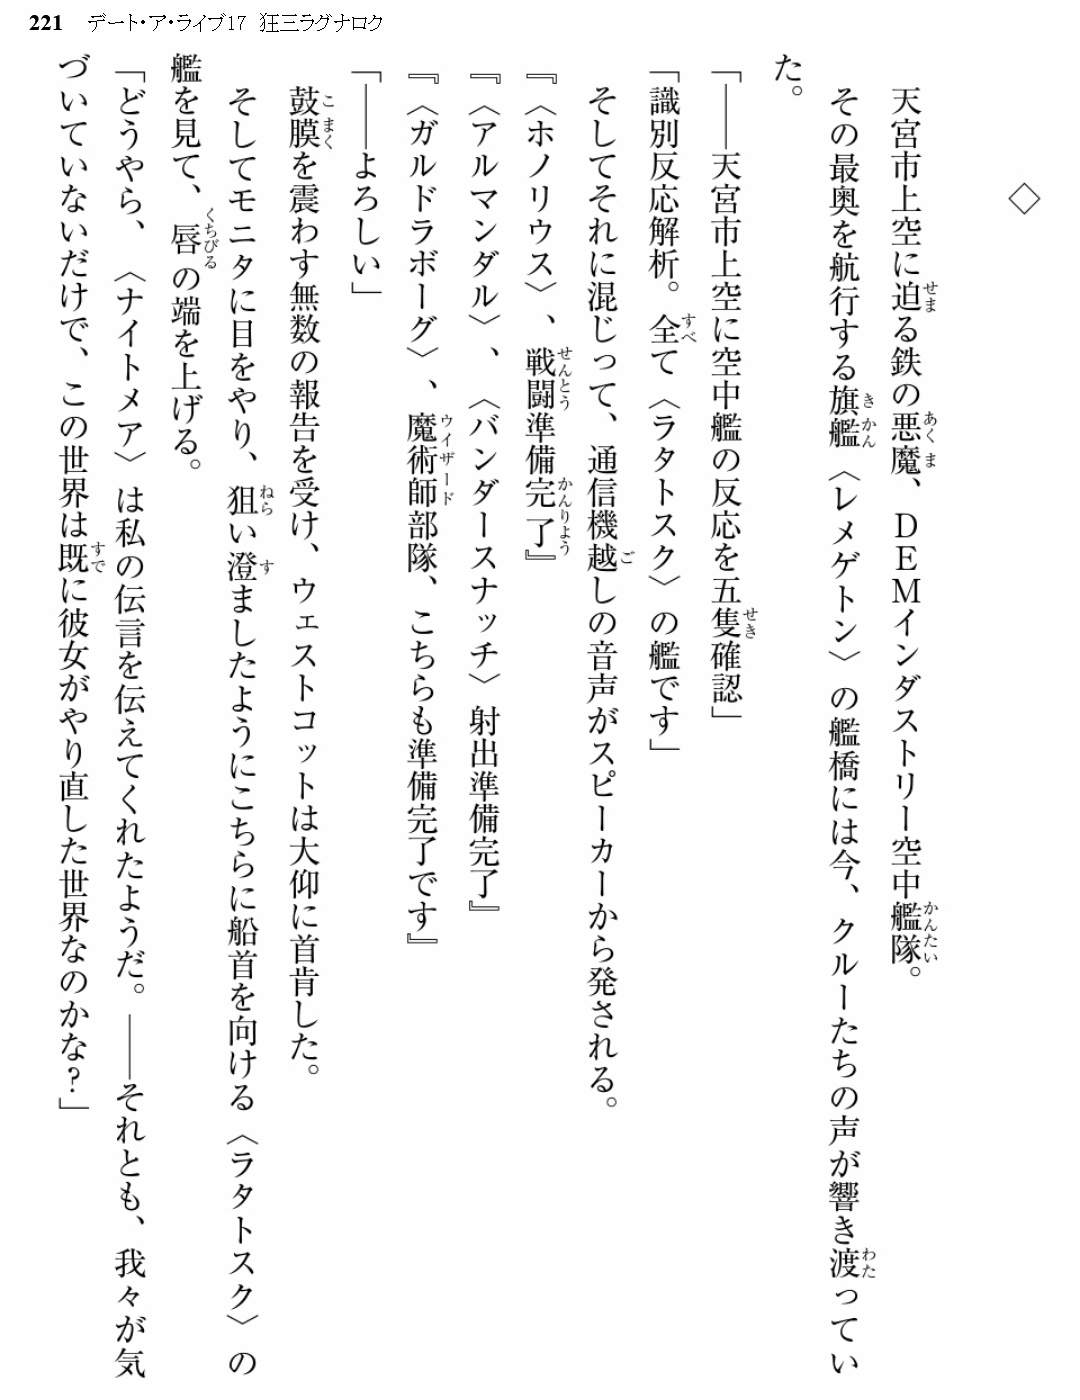 221 デート・ア・ライブ17 狂三ラグナロク
◇
天宮市上空に迫る鉄の悪魔、ＤＥＭインダストリー空中艦隊。
その最奥を航行する旗艦〈レメゲトン〉の艦橋には今、クルーたちの声が響き渡ってい
た。
「――天宮市上空に空中艦の反応を五隻確認」
「識別反応解析。全て〈ラタトスク〉の艦です」
そしてそれに混じって、通信機越しの音声がスピーカーから発される。
『〈ホノリウス〉、戦闘準備完了』
『〈アルマンダル〉、〈バンダースナッチ〉射出準備完了』
『〈ガルドラボーグ〉、魔術師部隊、こちらも準備完了です』
「――よろしい」
鼓膜を震わす無数の報告を受け、ウェストコットは大仰に首肯した。
そしてモニタに目をやり、狙い澄ましたようにこちらに船首を向ける〈ラタトスク〉の
艦を見て、唇の端を上げる。
「どうやら、〈ナイトメア〉は私の伝言を伝えてくれたようだ。――それとも、我々が気
づいていないだけで、この世界は既に彼女がやり直した世界なのかな？」